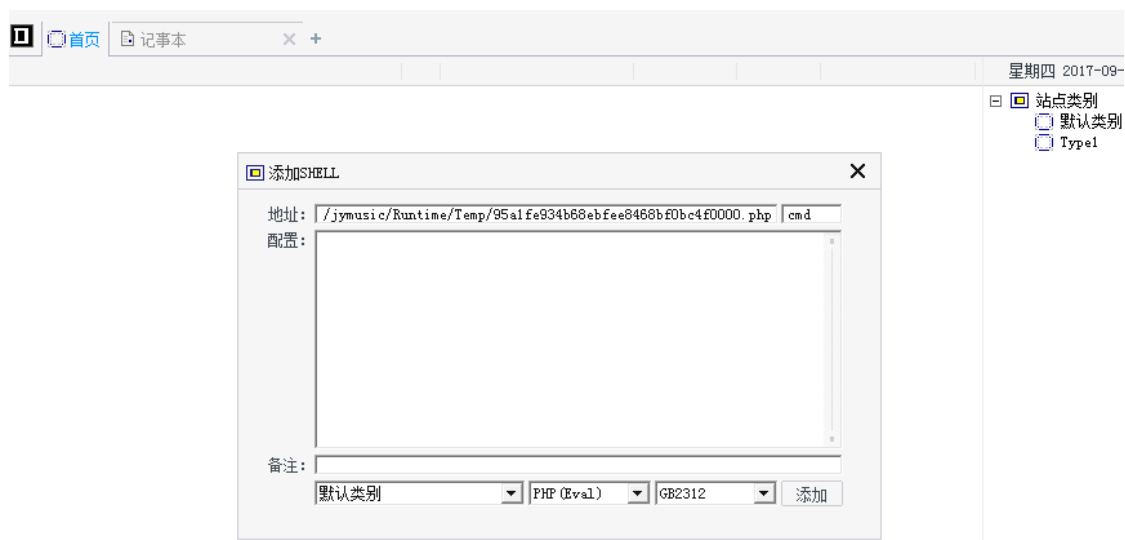 首页
记事本
星期四 2017-09-
站点类别
默认类别
Type1
添加SHELL
地址: /jymusic/Runtime/Temp/95a1fe934b68ebfee8468bf0bc4f0000.php cmd
配置:
备注:
默认类别 PHP(Eval) GB2312 添加